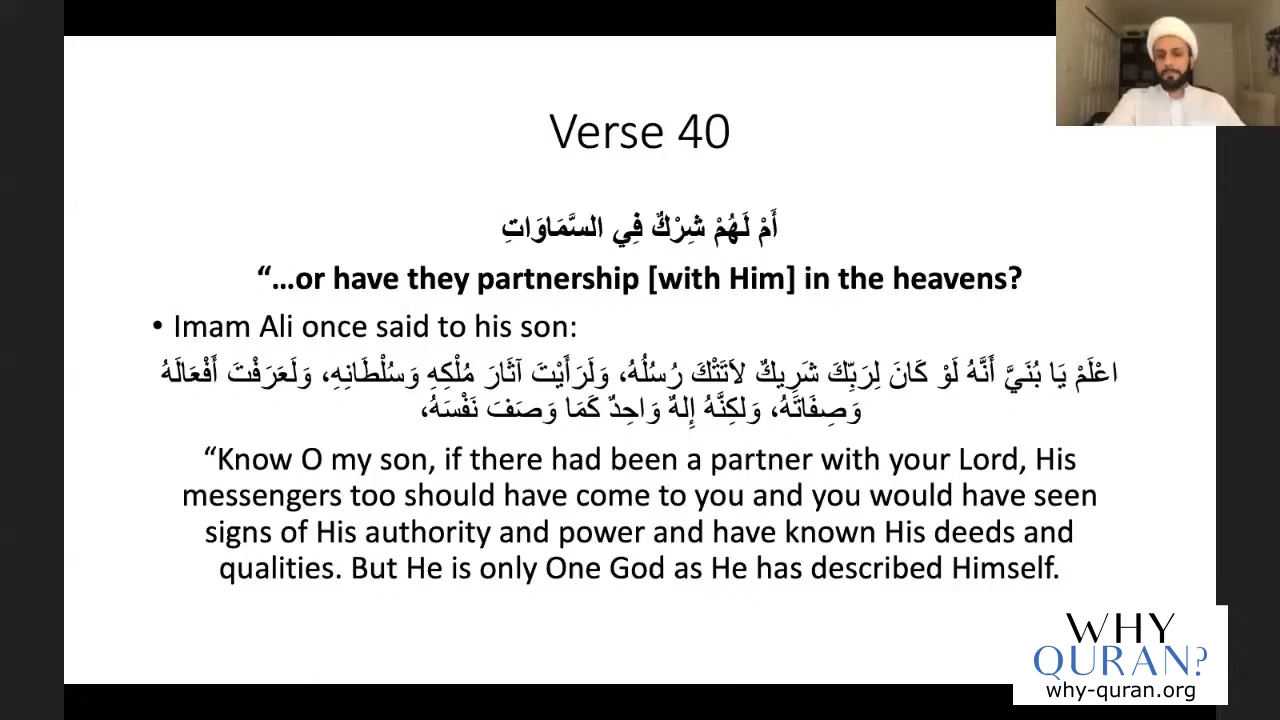 Verse 40
أَمْ لَهُمْ شِرْكٌ فِي السَّمَاوَاتِ
“...or have they partnership [with Him] in the heavens?
• Imam Ali once said to his son:
اعْلَمْ يَا بُنَيَّ أَنَّهُ لَوْ كَانَ لِرَبِّكَ شَرِيكٌ لأَتَتْكَ رُسُلُهُ، وَلَرَأَيْتَ آثَارَ مُلْكِهِ وَسُلْطَانِهِ، وَلَعَرَفْتَ أَفْعَالَهُ
وَصِفَاتَهُ، وَلكِنَّهُ إِلهٌ وَاحِدٌ كَمَا وَصَفَ نَفْسَهُ،
“Know O my son, if there had been a partner with your Lord, His
messengers too should have come to you and you would have seen
signs of His authority and power and have known His deeds and
qualities. But He is only One God as He has described Himself.
WHY
QURAN?
why-quran.org